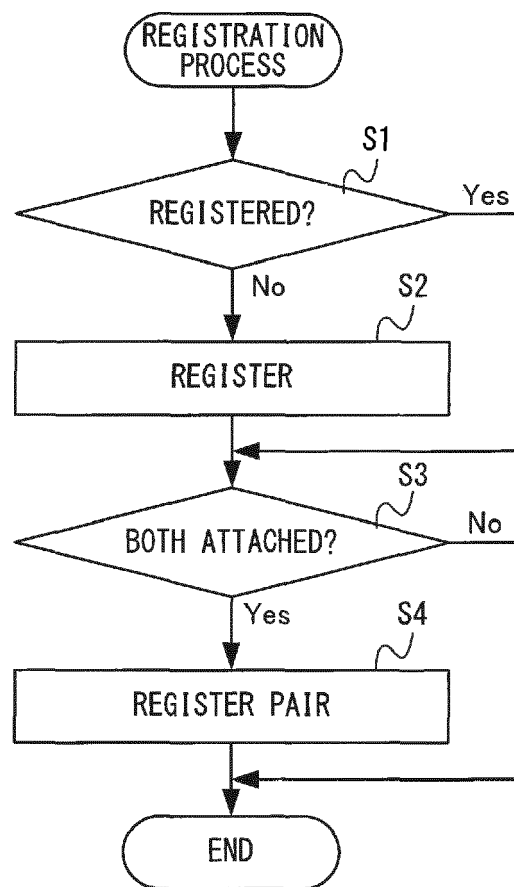 REGISTRATION
PROCESS
S1
REGISTERED?
Yes
No
S2
REGISTER
S3
BOTH ATTACHED?
No
Yes
S4
REGISTER PAIR
END